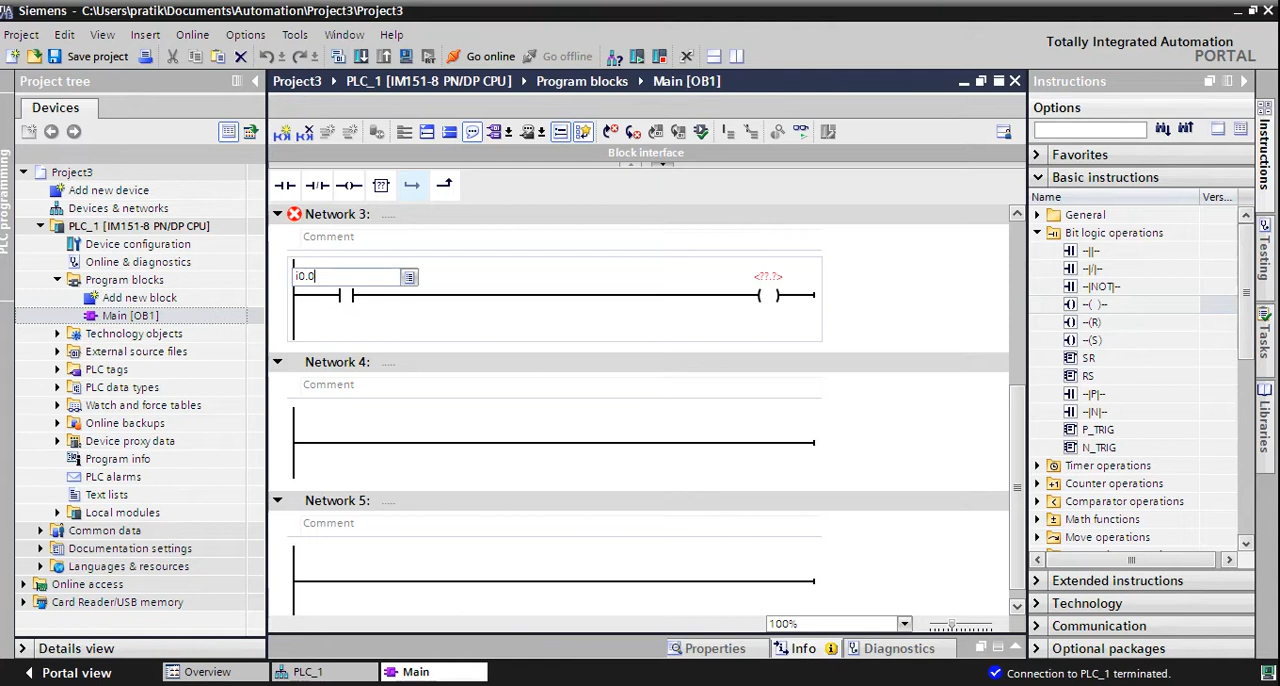 Siemens - C:\Users\pratik\Documents\Automation\Project3\Project3
Project Edit View Insert Online Options Tools Window Help
Totally Integrated Automation
PORTAL
Save project
Go online
Go offline
Project tree
Devices
PLC programming
Project3
Add new device
Devices & networks
PLC_1 [IM151-8 PN/DP CPU]
Device configuration
Online & diagnostics
Program blocks
Add new block
Main [OB1]
Technology objects
External source files
PLC tags
PLC data types
Watch and force tables
Online backups
Device proxy data
Program info
PLC alarms
Text lists
Local modules
Common data
Documentation settings
Languages & resources
Online access
Card Reader/USB memory
Details view
Project3 PLC_1 [IM151-8 PN/DP CPU] Program blocks Main [OB1]
Block interface
Network 3: .....
Comment
i0.0
<??.?>
Network 4: .....
Comment
Network 5: .....
Comment
100%
Properties
Info
Diagnostics
Instructions
Options
Favorites
Basic instructions
Name Vers...
General
Bit logic operations
--||--
--|/|--
--|NOT|--
--( )--
--(R)
--(S)
SR
RS
--|P|--
--|N|--
P_TRIG
N_TRIG
Timer operations
Counter operations
Comparator operations
Math functions
Move operations
Extended instructions
Technology
Communication
Optional packages
Instructions
Testing
Tasks
Libraries
Portal view
Overview
PLC_1
Main
Connection to PLC_1 terminated.